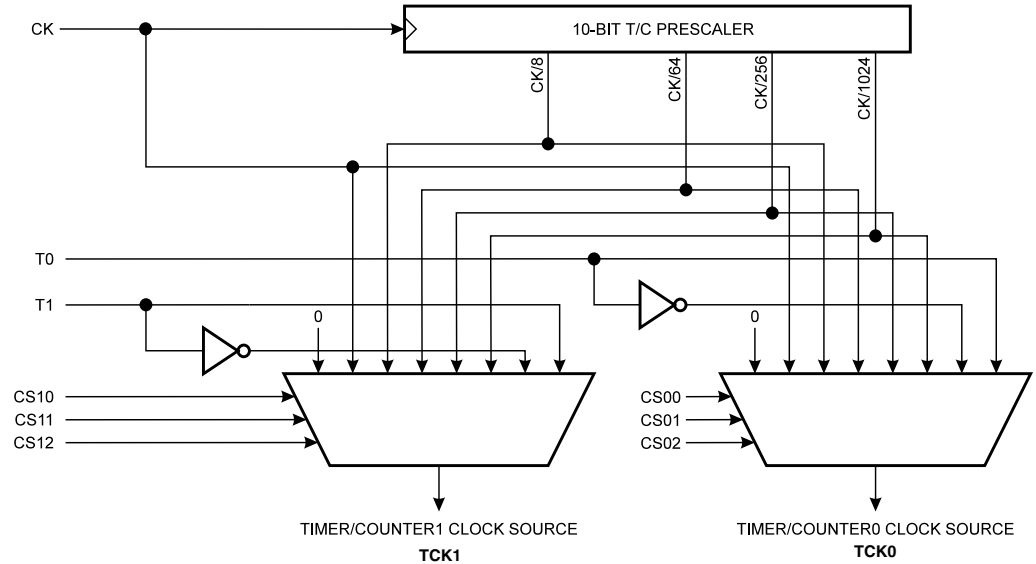 CK
10-BIT T/C PRESCALER
CK/8
CK/64
CK/256
CK/1024
T0
T1
0
0
CS10
CS11
CS12
CS00
CS01
CS02
TIMER/COUNTER1 CLOCK SOURCE
TCK1
TIMER/COUNTER0 CLOCK SOURCE
TCK0